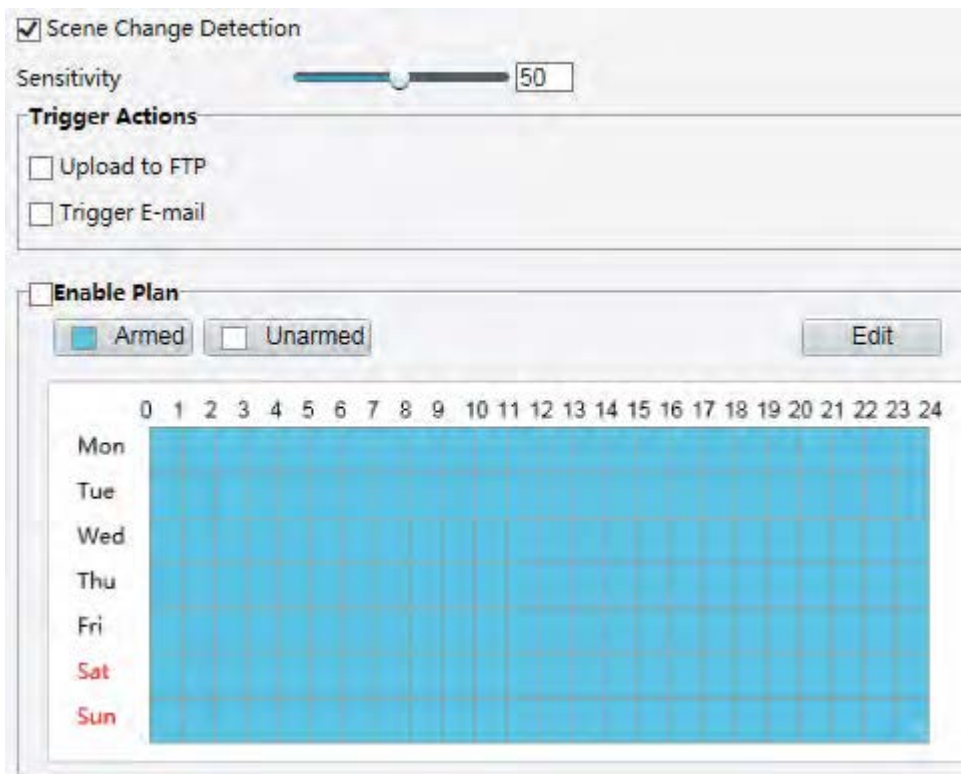 Scene Change Detection
Sensitivity 50
Trigger Actions
Upload to FTP
Trigger E-mail
Enable Plan
Armed Unarmed Edit
0 1 2 3 4 5 6 7 8 9 10 11 12 13 14 15 16 17 18 19 20 21 22 23 24
Mon
Tue
Wed
Thu
Fri
Sat
Sun